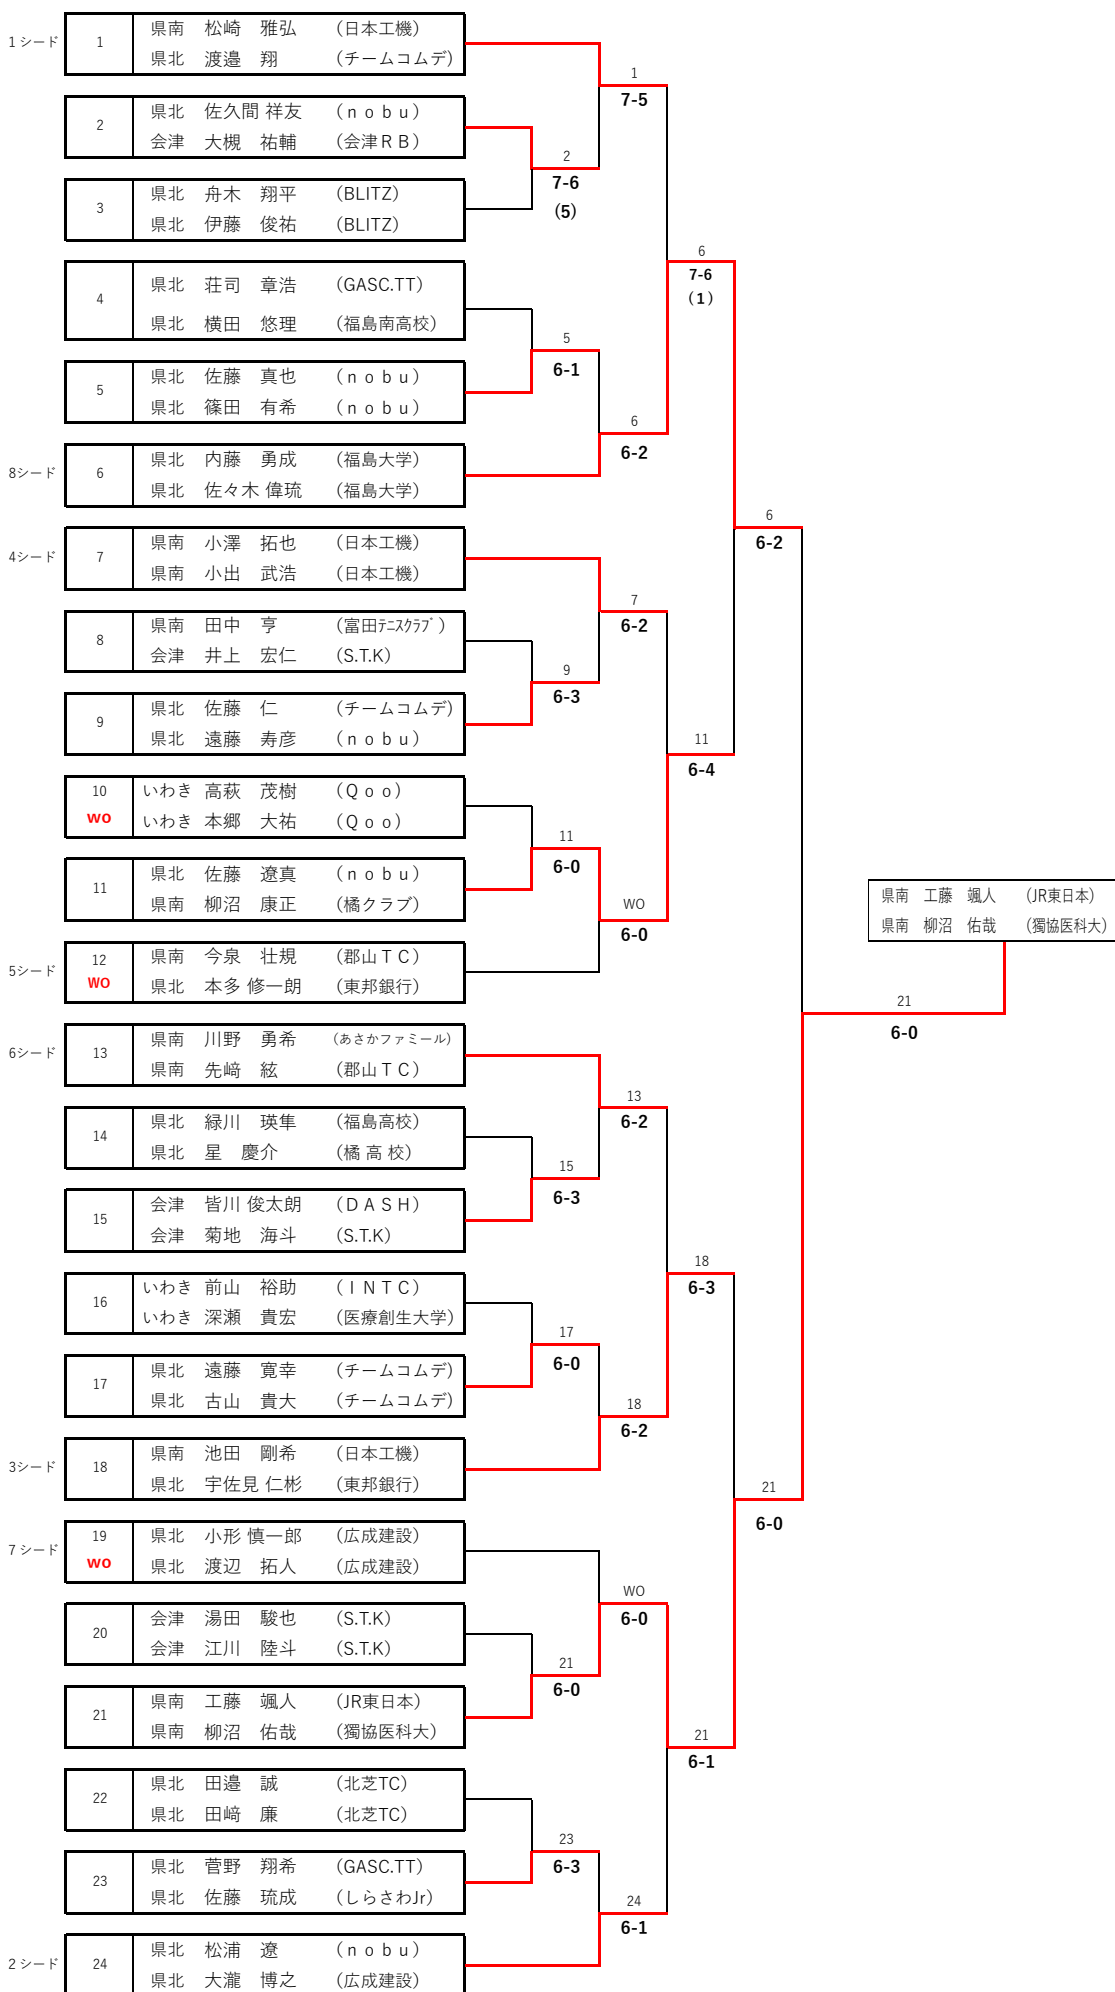 1シード 1 県南 松崎 雅弘 (日本工機)
県北 渡邉 翔 (チームコムデ)
2 県北 佐久間 祥友 (ｎｏｂｕ)
会津 大槻 祐輔 (会津ＲＢ)
3 県北 舟木 翔平 (BLITZ)
県北 伊藤 俊祐 (BLITZ)
4 県北 荘司 章浩 (GASC.TT)
県北 横田 悠理 (福島南高校)
5 県北 佐藤 真也 (ｎｏｂｕ)
県北 篠田 有希 (ｎｏｂｕ)
8シード 6 県北 内藤 勇成 (福島大学)
県北 佐々木 偉琉 (福島大学)
4シード 7 県南 小澤 拓也 (日本工機)
県南 小出 武浩 (日本工機)
8 県南 田中 亨 (富田ﾃﾆｽｸﾗﾌﾞ)
会津 井上 宏仁 (S.T.K)
9 県北 佐藤 仁 (チームコムデ)
県北 遠藤 寿彦 (ｎｏｂｕ)
10 いわき 高萩 茂樹 (Ｑｏｏ)
wo いわき 本郷 大祐 (Ｑｏｏ)
11 県北 佐藤 遼真 (ｎｏｂｕ)
県南 柳沼 康正 (橘クラブ)
5シード 12 県南 今泉 壮規 (郡山ＴＣ)
WO 県北 本多 修一朗 (東邦銀行)
6シード 13 県南 川野 勇希 (あさかファミール)
県南 先﨑 絃 (郡山ＴＣ)
14 県北 緑川 瑛隼 (福島高校)
県北 星 慶介 (橘 高 校)
15 会津 皆川 俊太朗 (ＤＡＳＨ)
会津 菊地 海斗 (S.T.K)
16 いわき 前山 裕助 (ＩＮＴＣ)
いわき 深瀬 貴宏 (医療創生大学)
17 県北 遠藤 寛幸 (チームコムデ)
県北 古山 貴大 (チームコムデ)
3シード 18 県南 池田 剛希 (日本工機)
県北 宇佐見 仁彬 (東邦銀行)
7シード 19 県北 小形 慎一郎 (広成建設)
wo 県北 渡辺 拓人 (広成建設)
20 会津 湯田 駿也 (S.T.K)
会津 江川 陸斗 (S.T.K)
21 県南 工藤 颯人 (JR東日本)
県南 柳沼 佑哉 (獨協医科大)
22 県北 田邉 誠 (北芝TC)
県北 田﨑 廉 (北芝TC)
23 県北 菅野 翔希 (GASC.TT)
県北 佐藤 琉成 (しらさわJr)
2シード 24 県北 松浦 遼 (ｎｏｂｕ)
県北 大瀧 博之 (広成建設)
2
7-6
(5)
5
6-1
9
6-3
11
6-0
15
6-3
17
6-0
21
6-0
23
6-3
1
7-5
6
6-2
7
6-2
WO
6-0
13
6-2
18
6-2
WO
6-0
24
6-1
6
7-6
(1)
11
6-4
18
6-3
21
6-1
6
6-2
21
6-0
21
6-0
県南 工藤 颯人 (JR東日本)
県南 柳沼 佑哉 (獨協医科大)